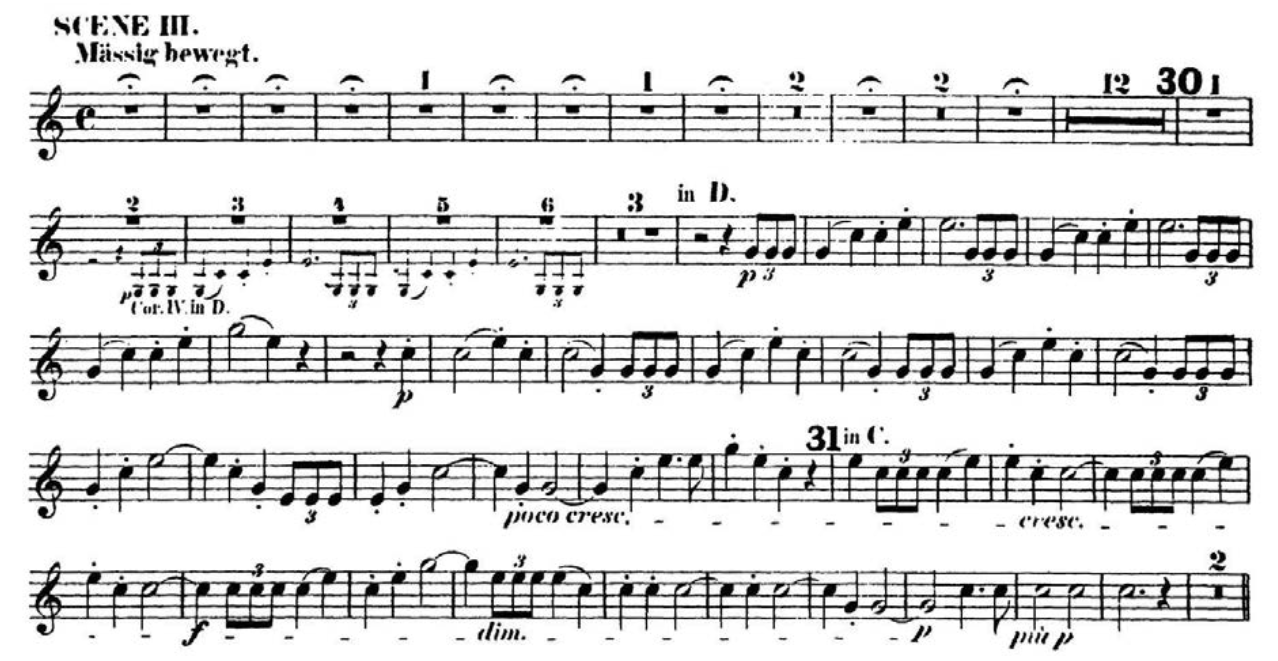 SCENE III.
Mässig bewegt.
1 1 2 2 12 30 1
2 3 4 5 6 3 in D.
3 3 3 p 3 3 3
p Cor. IV. in D.
p 3 3 3
31 in C. 3 3
3 poco cresc. cresc.
3 3 2
f dim. p più p